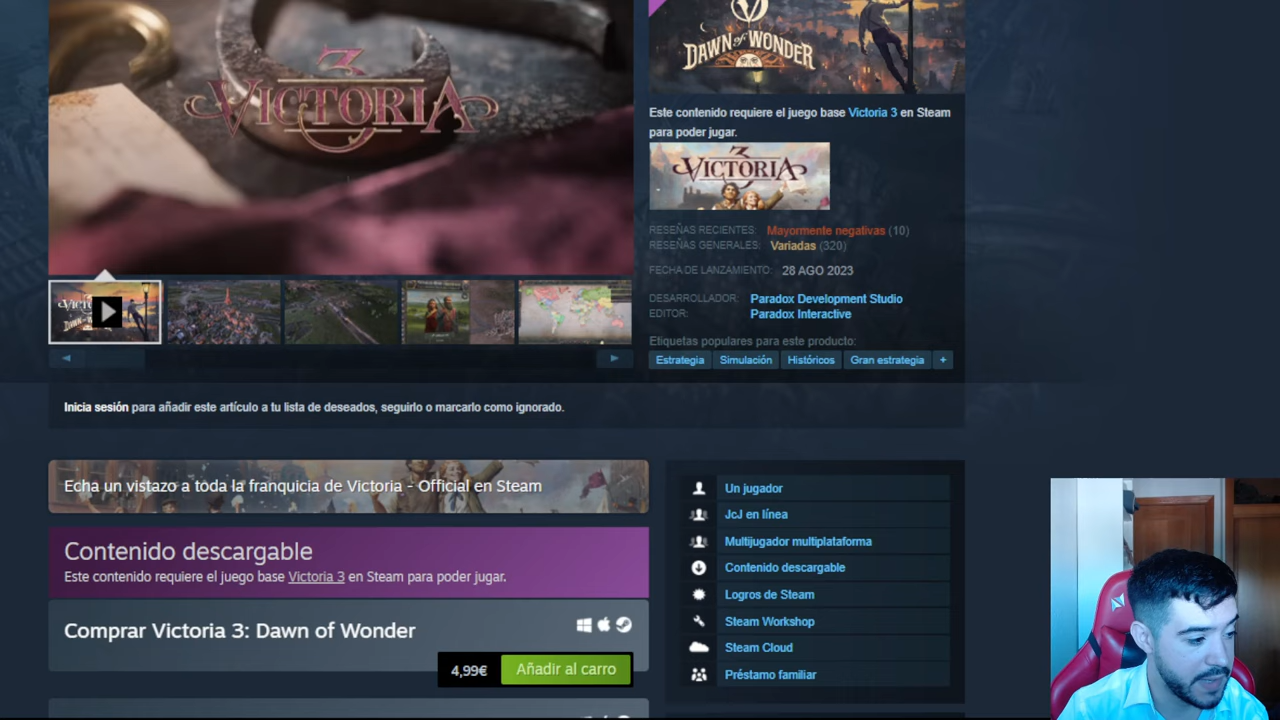 3
VICTORIA
DAWN of WONDER
Este contenido requiere el juego base Victoria 3 en Steam
para poder jugar.
3
VICTORIA
RESEÑAS RECIENTES: Mayormente negativas (10)
RESEÑAS GENERALES: Variadas (320)
FECHA DE LANZAMIENTO: 28 AGO 2023
DESARROLLADOR: Paradox Development Studio
EDITOR: Paradox Interactive
Etiquetas populares para este producto:
Estrategia Simulación Históricos Gran estrategia +
Inicia sesión para añadir este artículo a tu lista de deseados, seguirlo o marcarlo como ignorado.
Echa un vistazo a toda la franquicia de Victoria - Official en Steam
Contenido descargable
Este contenido requiere el juego base Victoria 3 en Steam para poder jugar.
Comprar Victoria 3: Dawn of Wonder
4,99€ Añadir al carro
Un jugador
JcJ en línea
Multijugador multiplataforma
Contenido descargable
Logros de Steam
Steam Workshop
Steam Cloud
Préstamo familiar